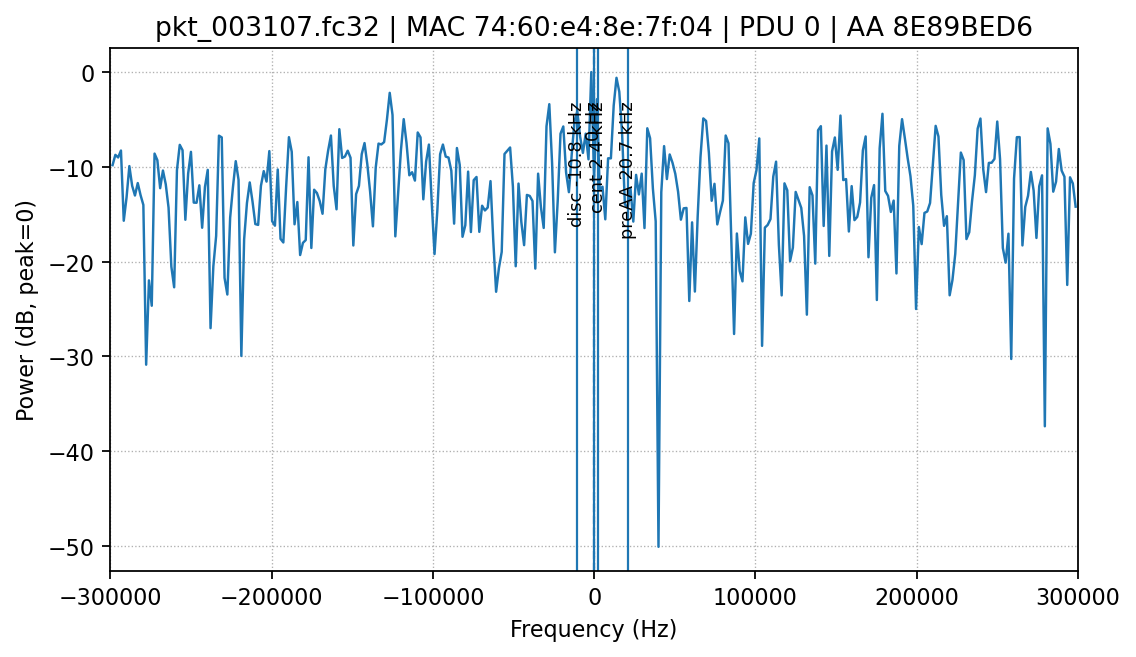 pkt_003107.fc32 | MAC 74:60:e4:8e:7f:04 | PDU 0 | AA 8E89BED6
Power (dB, peak=0)
0
−10
−20
−30
−40
−50
disc -10.8 kHz
cent 2.4 kHz
preAA 20.7 kHz
−300000
−200000
−100000
0
100000
200000
300000
Frequency (Hz)